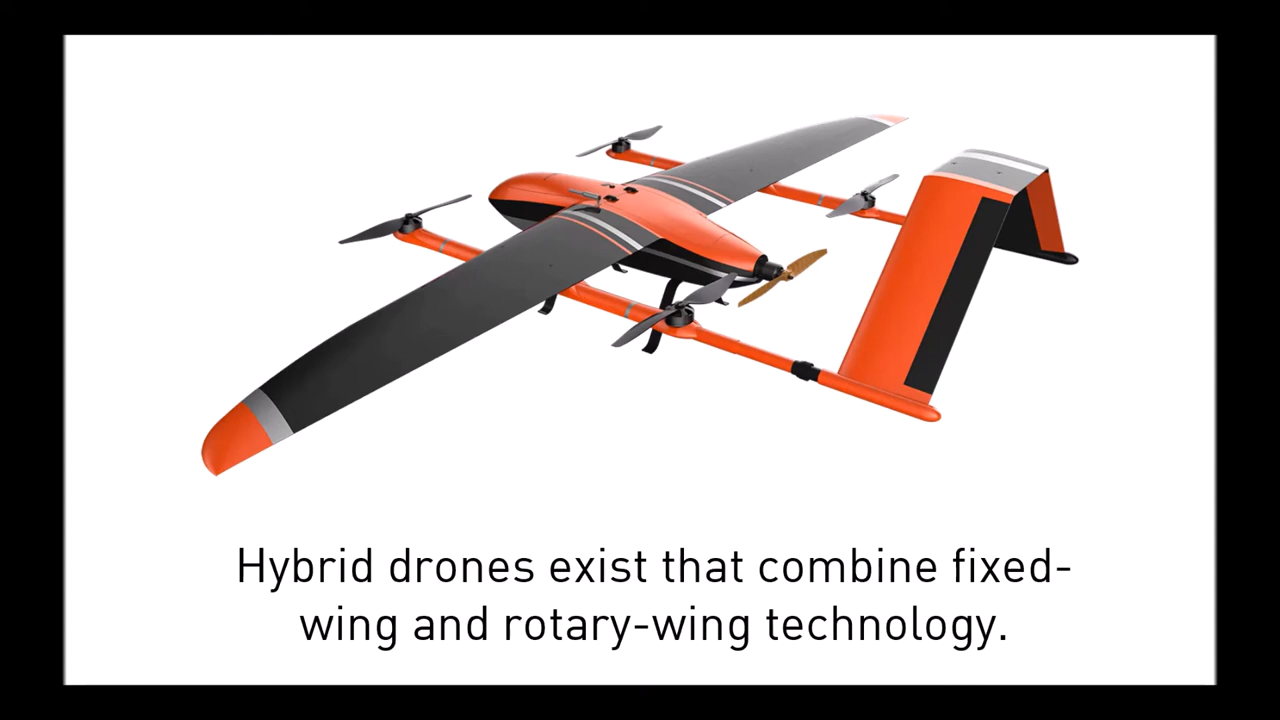 Hybrid drones exist that combine fixed-
wing and rotary-wing technology.